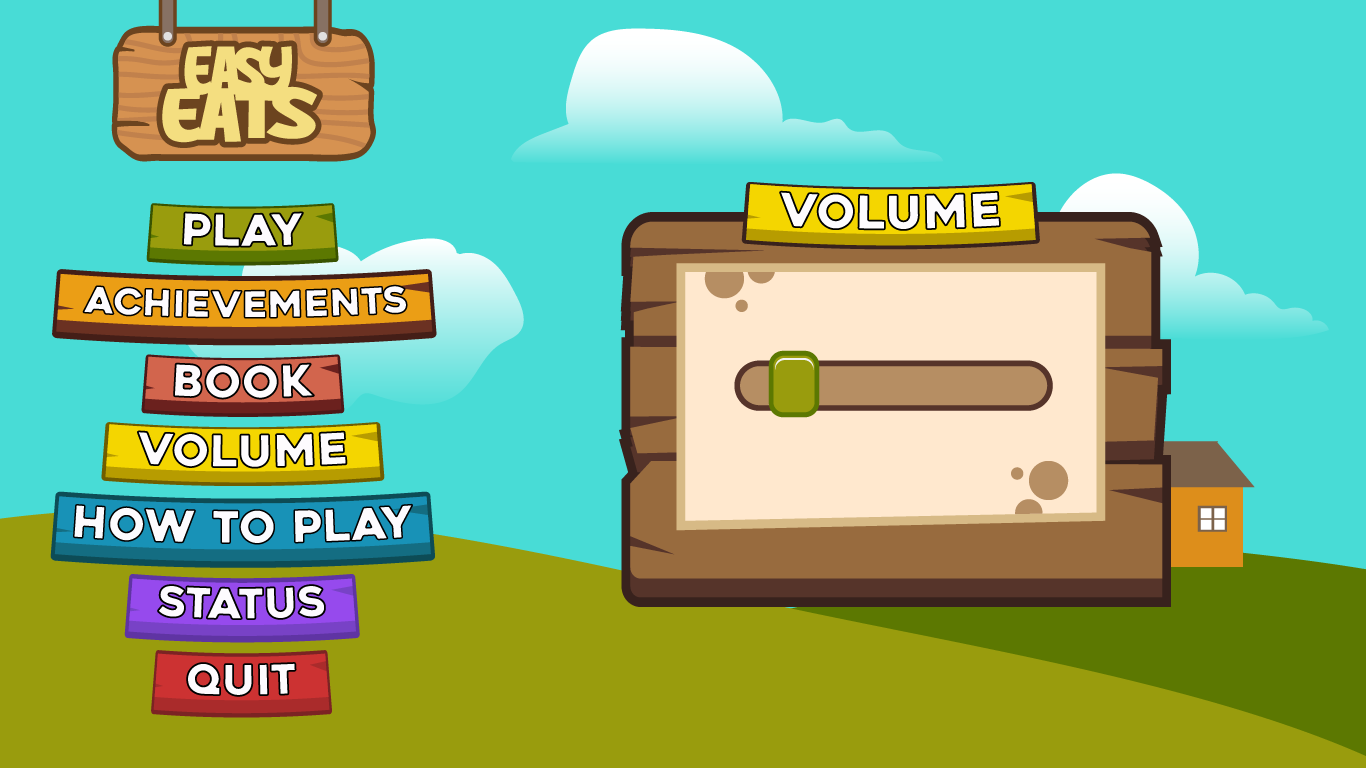 EASY
EATS
PLAY
ACHIEVEMENTS
BOOK
VOLUME
HOW TO PLAY
STATUS
QUIT
VOLUME